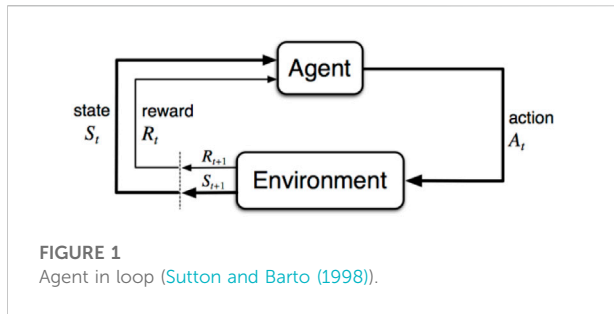 Agent
state
S_t
reward
R_t
action
A_t
R_{t+1}
S_{t+1}
Environment
FIGURE 1
Agent in loop (Sutton and Barto (1998)).